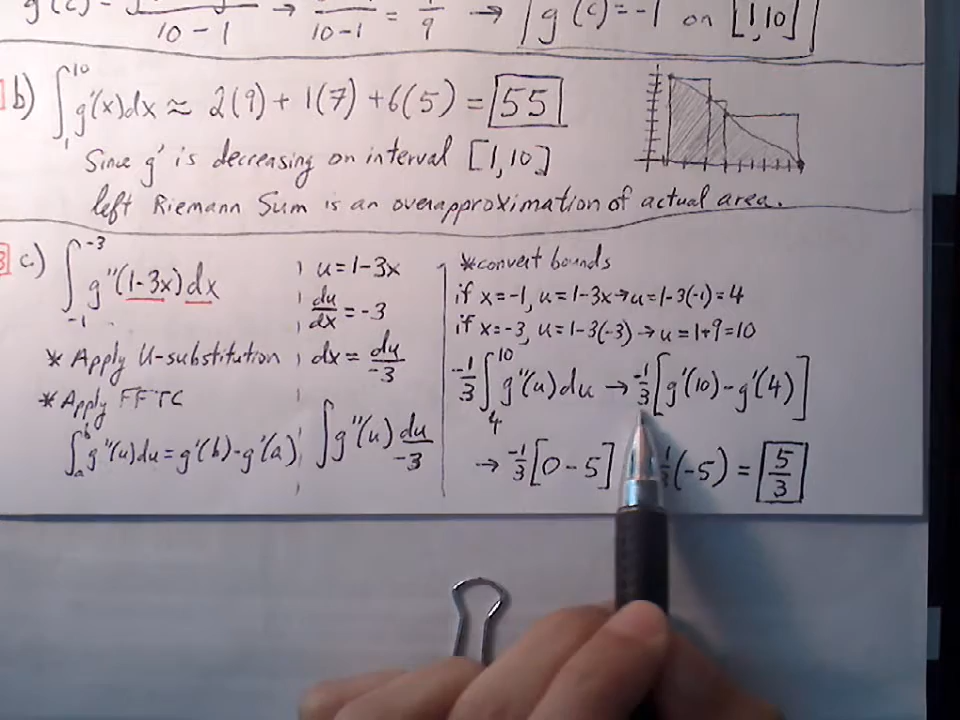 10-1 → 10-1 = 1/9 → g'(c) = -1 on [1,10]
b) ∫₁¹⁰ g'(x)dx ≈ 2(9) + 1(7) + 6(5) = 55
Since g' is decreasing on interval [1,10]
left Riemann Sum is an overapproximation of actual area.
c.) ∫₋₁⁻³ g''(1-3x)dx
* Apply U-substitution
* Apply FFTC
∫ₐᵇ g''(u)du = g'(b) - g'(a)
u = 1-3x
du/dx = -3
dx = du/-3
∫g''(u) du/-3
*convert bounds
if x=-1, u=1-3x → u=1-3(-1)=4
if x=-3, u=1-3(-3) → u=1+9=10
-1/3 ∫₄¹⁰ g''(u)du → -1/3 [g'(10) - g'(4)]
→ -1/3 [0 - 5] 1/3 (-5) = 5/3